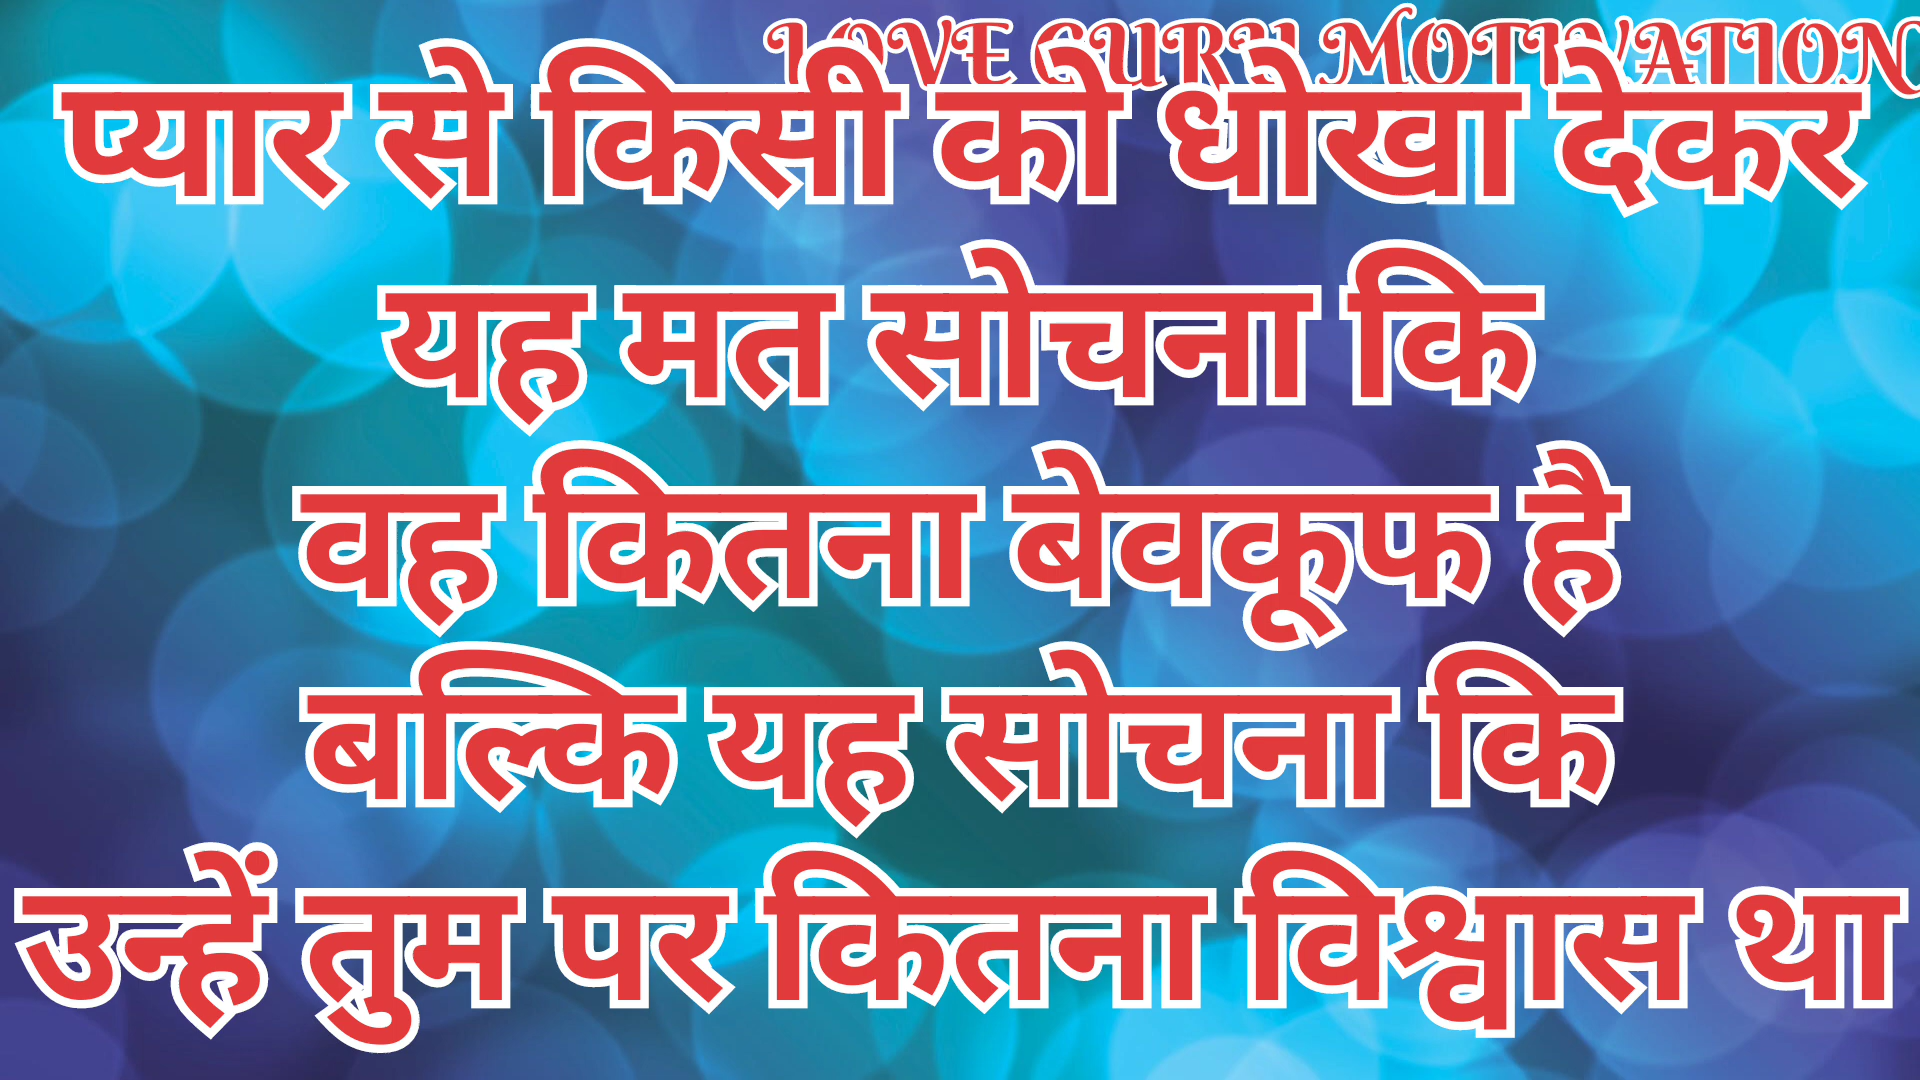 LOVE GURU MOTIVATION
प्यार से किसी को धोखा देकर
यह मत सोचना कि
वह कितना बेवकूफ है
बल्कि यह सोचना कि
उन्हें तुम पर कितना विश्वास था